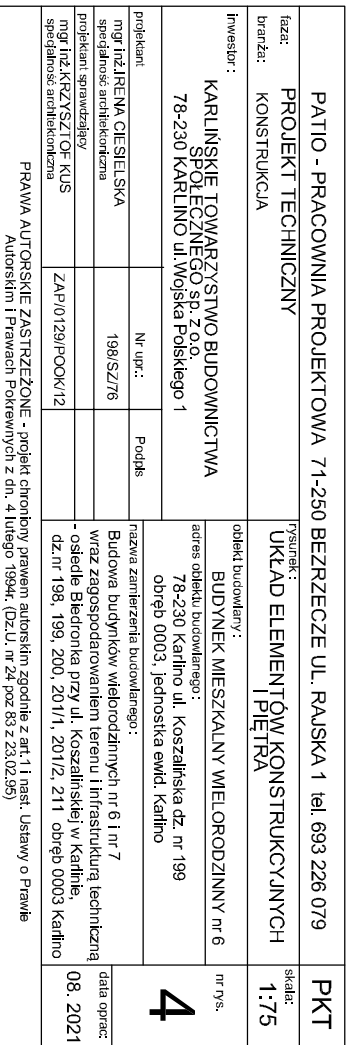 PATIO - PRACOWNIA PROJEKTOWA 71-250 BEZRZECZE UL. RAJSKA 1 tel. 693 226 079
PKT
faza:
PROJEKT TECHNICZNY
branża:
KONSTRUKCJA
rysunek:
UKŁAD ELEMENTÓW KONSTRUKCYJNYCH
I PIĘTRA
skala:
1:75
inwestor:
KARLIŃSKIE TOWARZYSTWO BUDOWNICTWA
SPOŁECZNEGO sp. z o.o.
78-230 KARLINO ul. Wojska Polskiego 1
obiekt budowlany:
BUDYNEK MIESZKALNY WIELORODZINNY nr 6
adres obiektu budowlanego:
78-230 Karlino ul. Koszalińska dz. nr 199
obręb 0003, jednostka ewid. Karlino
nr rys.
4
projektant
Nr upr.:
Podpis
mgr inż.IRENA CIESIELSKA
specjalność architektoniczna
198/SZ/76
projektant sprawdzający
mgr inż.KRZYSZTOF KUS
specjalność architektoniczna
ZAP/0129/POOK/12
nazwa zamierzenia budowlanego:
Budowa budynków wielorodzinnych nr 6 i nr 7
wraz zagospodarowaniem terenu i infrastrukturą techniczną
- osiedle Biedronka przy ul. Koszalińskiej w Karlinie,
dz.nr 198, 199, 200, 201/1, 201/2, 211 obręb 0003 Karlino
data oprac:
08. 2021
PRAWA AUTORSKIE ZASTRZEŻONE - projekt chroniony prawem autorskim zgodnie z art.1 i nast. Ustawy o Prawie
Autorskim i Prawach Pokrewnych z dn. 4 lutego 1994r. (Dz.U. nr 24 poz 83 z 23.02.95)